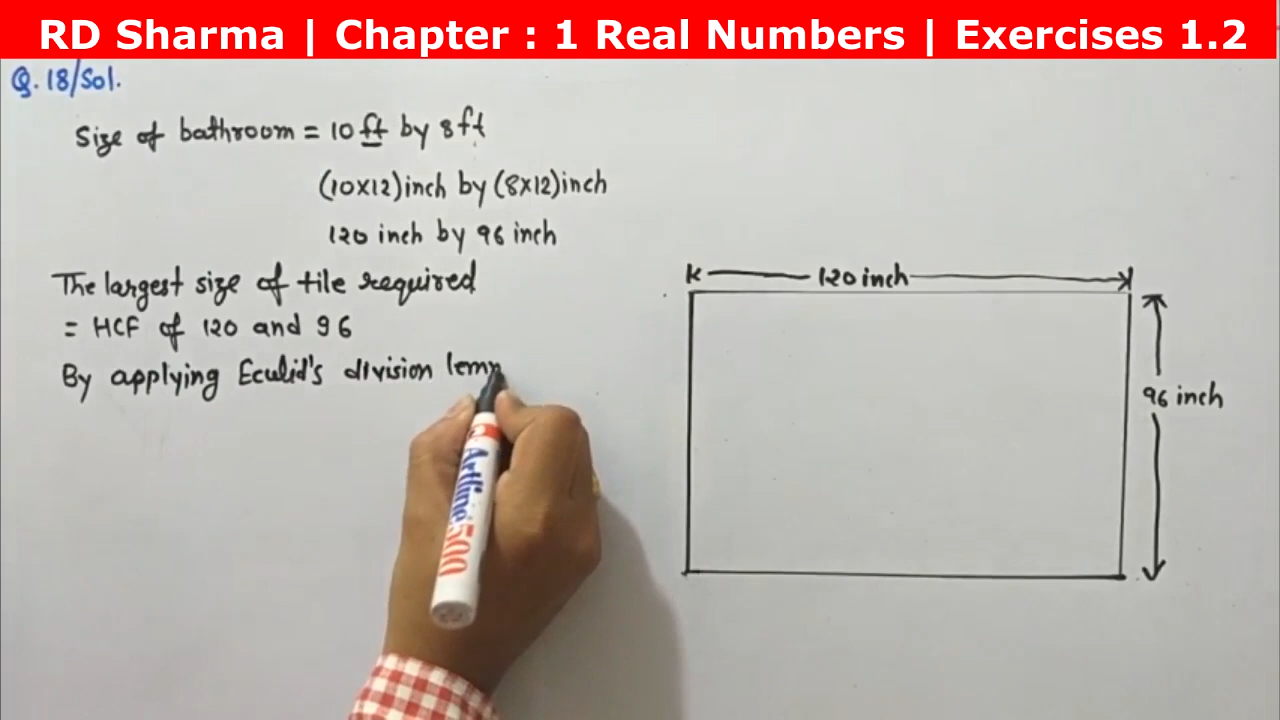 RD Sharma | Chapter : 1 Real Numbers | Exercises 1.2
Q. 18/Sol.
Size of bathroom = 10 ft by 8 ft
(10x12)inch by (8x12)inch
120 inch by 96 inch
The largest size of tile required
= HCF of 120 and 96
By applying Eculid's division lem
120 inch
96 inch
Artline 500